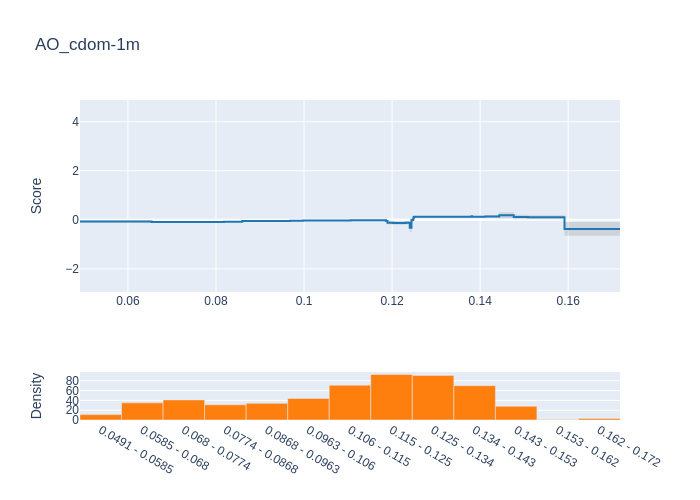 AO_cdom-1m
Score
4
2
0
−2
0.06
0.08
0.1
0.12
0.14
0.16
Density
80
60
40
20
0
0.0491 - 0.0585
0.0585 - 0.068
0.068 - 0.0774
0.0774 - 0.0868
0.0868 - 0.0963
0.0963 - 0.106
0.106 - 0.115
0.115 - 0.125
0.125 - 0.134
0.134 - 0.143
0.143 - 0.153
0.153 - 0.162
0.162 - 0.172